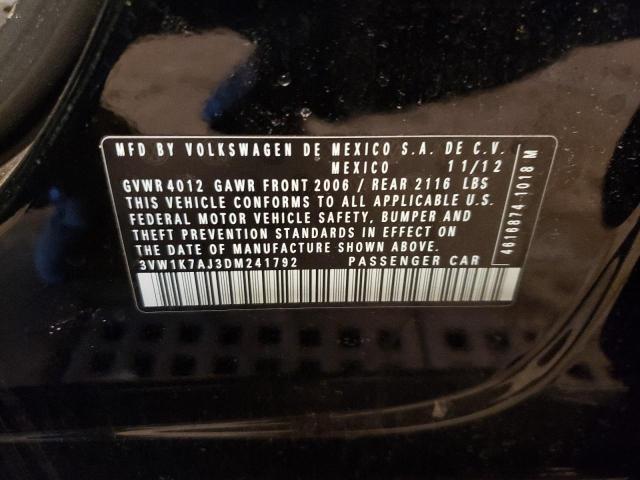 MFD BY VOLKSWAGEN DE MEXICO S.A. DE C.V.
MEXICO 11/12
GVWR 4012 GAWR FRONT 2006 / REAR 2116 LBS
THIS VEHICLE CONFORMS TO ALL APPLICABLE U.S.
FEDERAL MOTOR VEHICLE SAFETY, BUMPER AND
THEFT PREVENTION STANDARDS IN EFFECT ON
THE DATE OF MANUFACTURE SHOWN ABOVE.
3VW1K7AJ3DM241792 PASSENGER CAR
4616874-1018 M